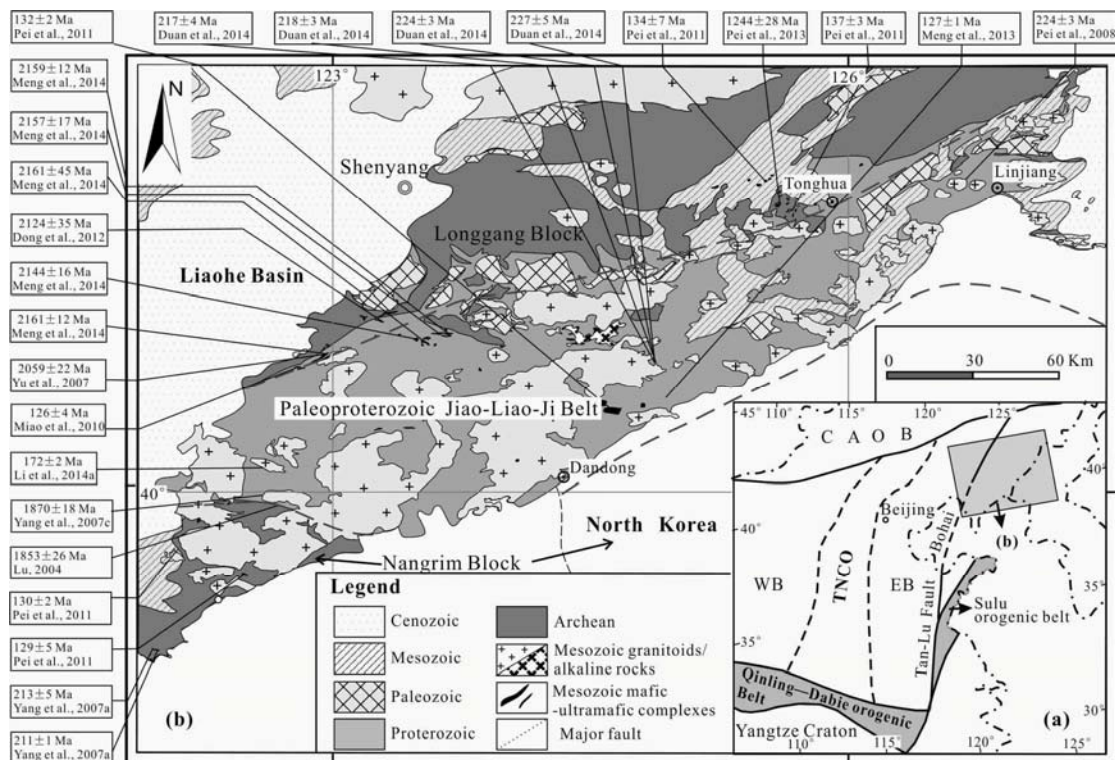 132±2 Ma
Pei et al., 2011
217±4 Ma
Duan et al., 2014
218±3 Ma
Duan et al., 2014
224±3 Ma
Duan et al., 2014
227±5 Ma
Duan et al., 2014
134±7 Ma
Pei et al., 2011
1244±28 Ma
Pei et al., 2013
137±3 Ma
Pei et al., 2011
127±1 Ma
Meng et al., 2013
224±3 Ma
Pei et al., 2008
2159±12 Ma
Meng et al., 2014
2157±17 Ma
Meng et al., 2014
2161±45 Ma
Meng et al., 2014
2124±35 Ma
Dong et al., 2012
2144±16 Ma
Meng et al., 2014
2161±12 Ma
Meng et al., 2014
2059±22 Ma
Yu et al., 2007
126±4 Ma
Miao et al., 2010
172±2 Ma
Li et al., 2014a
1870±18 Ma
Yang et al., 2007c
1853±26 Ma
Lu, 2004
130±2 Ma
Pei et al., 2011
129±5 Ma
Pei et al., 2011
213±5 Ma
Yang et al., 2007a
211±1 Ma
Yang et al., 2007a
N
123°
126°
Shenyang
Tonghua
Linjiang
Longgang Block
Liaohe Basin
Paleoproterozoic Jiao-Liao-Ji Belt
Dandong
40°
North Korea
Nangrim Block
(b)
0 30 60 Km
Legend
Cenozoic
Mesozoic
Paleozoic
Proterozoic
Archean
Mesozoic granitoids/
alkaline rocks
Mesozoic mafic
-ultramafic complexes
Major fault
45° 110° 115° 120° 125°
C A O B
40°
Beijing
Bohai
(b)
40°
WB
TNCO
EB
Tan-Lu Fault
35°
Sulu
orogenic belt
35°
Qinling—Dabie orogenic
Belt
30°
(a)
Yangtze Craton
110° 115° 120° 125°